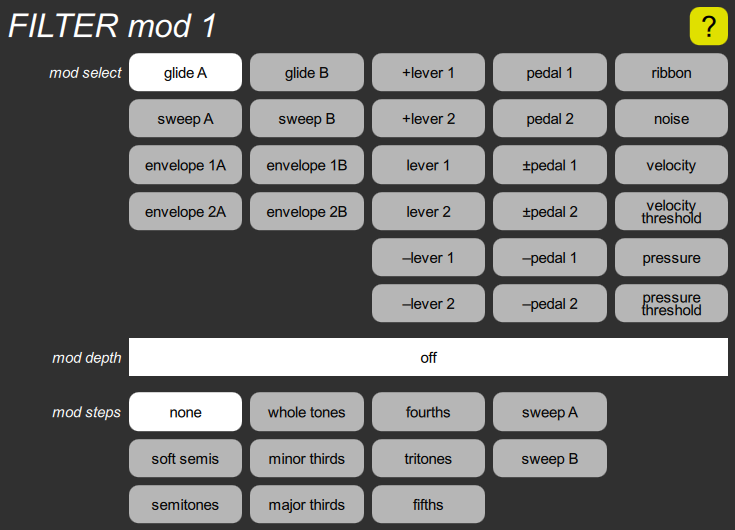 FILTER mod 1 ?
mod select glide A glide B +lever 1 pedal 1 ribbon
sweep A sweep B +lever 2 pedal 2 noise
envelope 1A envelope 1B lever 1 ±pedal 1 velocity
envelope 2A envelope 2B lever 2 ±pedal 2 velocity
threshold
–lever 1 –pedal 1 pressure
–lever 2 –pedal 2 pressure
threshold
mod depth off
mod steps none whole tones fourths sweep A
soft semis minor thirds tritones sweep B
semitones major thirds fifths